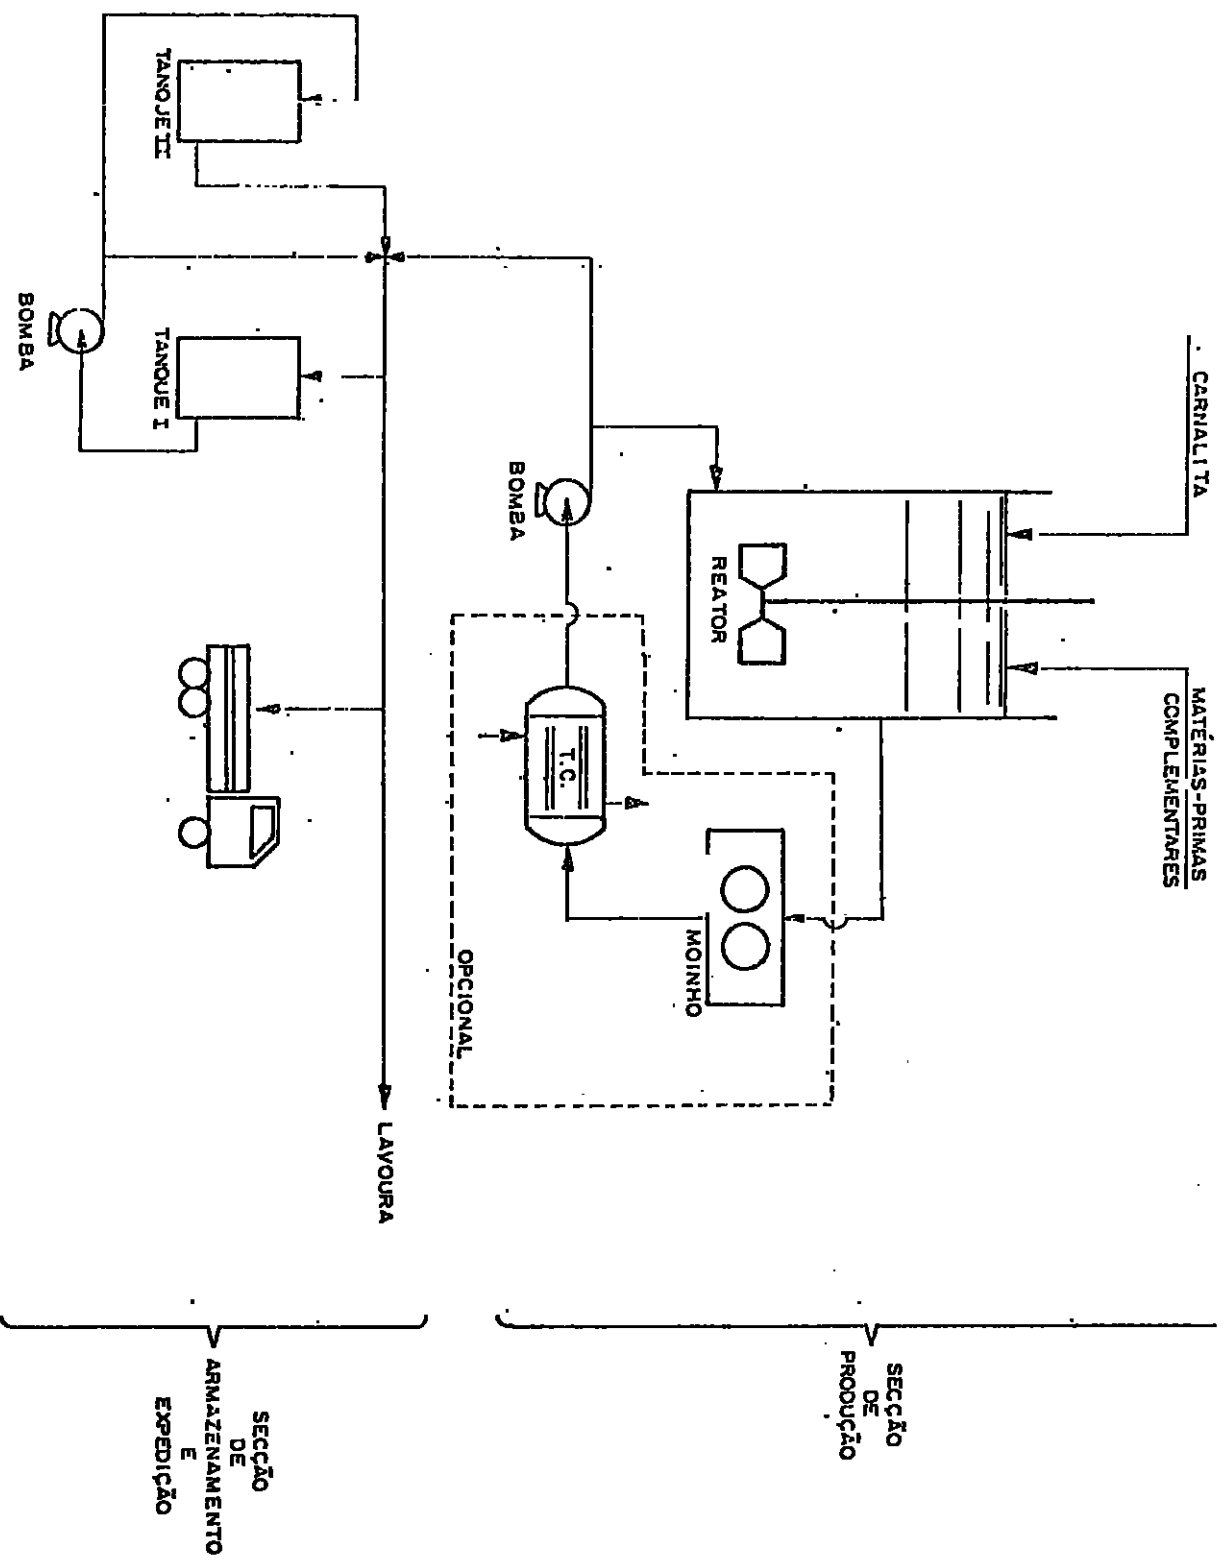 CARNALITA
MATÉRIAS-PRIMAS
COMPLEMENTARES
REATOR
MOINHO
T.C.
BOMBA
OPCIONAL
SECÇÃO
DE
PRODUÇÃO
LAVOURA
TANQUE II
TANQUE I
BOMBA
SECÇÃO
DE
ARMAZENAMENTO
E
EXPEDIÇÃO